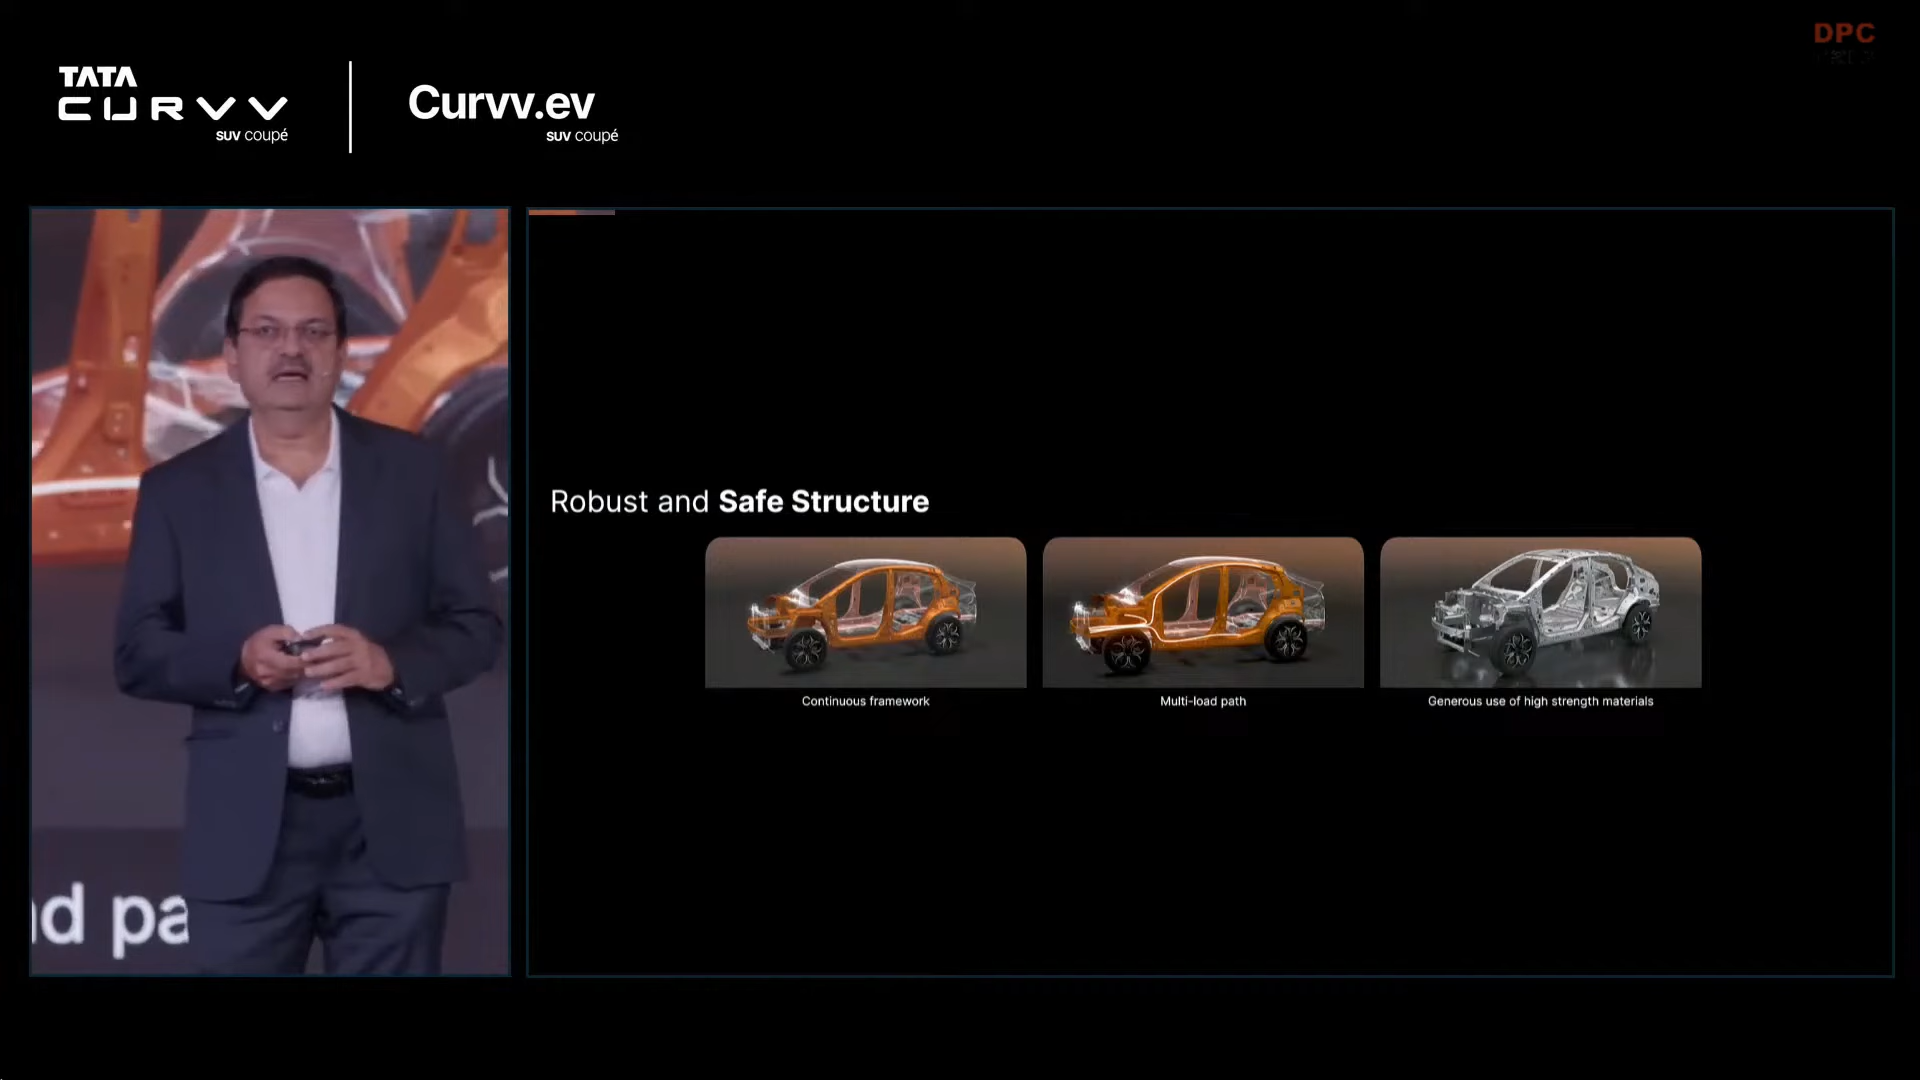 DPC
TATA
CURVV
SUV coupé
Curvv.ev
SUV coupé
Robust and Safe Structure
Continuous framework
Multi-load path
Generous use of high strength materials
d pa